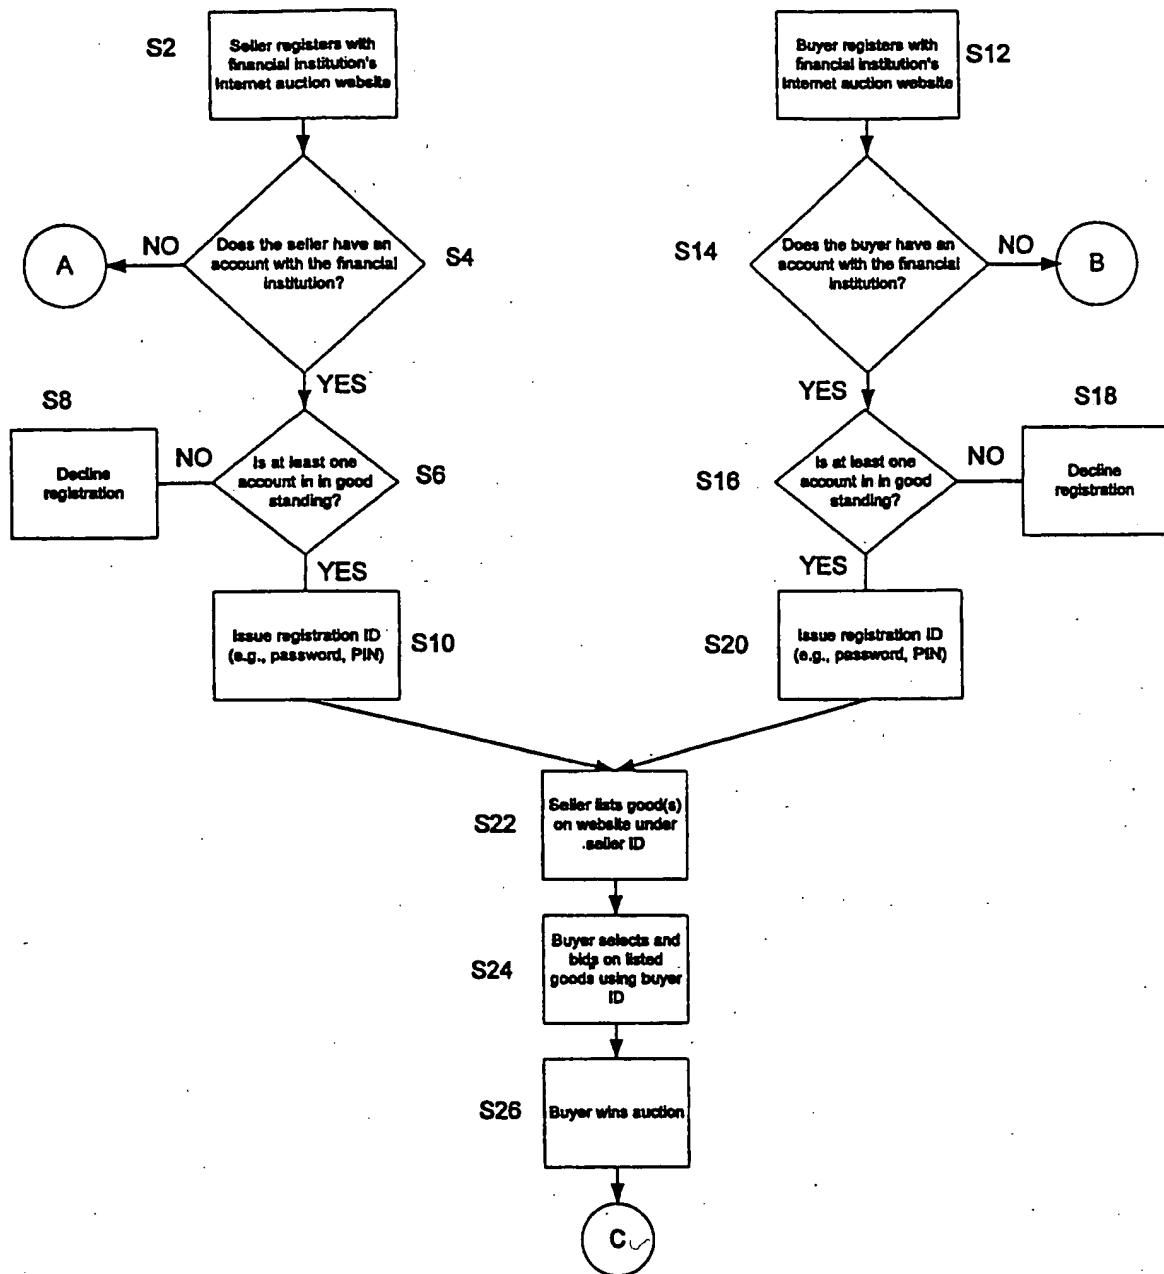 S2
Seller registers with
financial institution's
Internet auction website
Buyer registers with
financial institution's
Internet auction website
S12
A
NO
Does the seller have an
account with the financial
institution?
S4
S14
Does the buyer have an
account with the financial
institution?
NO
B
YES
YES
S8
S18
Decline
registration
NO
Is at least one
account in in good
standing?
S6
S16
Is at least one
account in in good
standing?
NO
Decline
registration
YES
YES
Issue registration ID
(e.g., password, PIN)
S10
S20
Issue registration ID
(e.g., password, PIN)
S22
Seller lists good(s)
on website under
seller ID
S24
Buyer selects and
bids on listed
goods using buyer
ID
S26
Buyer wins auction
C